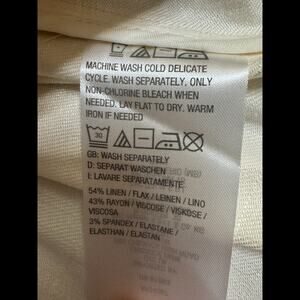 MACHINE WASH COLD DELICATE
CYCLE. WASH SEPARATELY. ONLY
NON-CHLORINE BLEACH WHEN
NEEDED. LAY FLAT TO DRY. WARM
IRON IF NEEDED
30
GB: WASH SEPARATELY
D: SEPARAT WASCHEN
I: LAVARE SEPARATAMENTE
54% LINEN / FLAX / LEINEN / LINO
43% RAYON / VISCOSE / VISKOSE /
VISCOSA
3% SPANDEX / ELASTANE /
ELASTHAN / ELASTAN